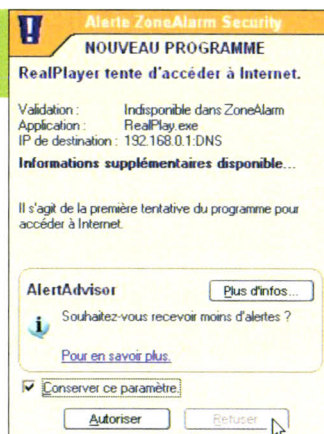 Alerte ZoneAlarm Security
NOUVEAU PROGRAMME
RealPlayer tente d'accéder à Internet.
Validation : Indisponible dans ZoneAlarm
Application : RealPlay.exe
IP de destination : 192.168.0.1:DNS
Informations supplémentaires disponible...
Il s'agit de la première tentative du programme pour
accéder à Internet.
AlertAdvisor Plus d'infos...
Souhaitez-vous recevoir moins d'alertes ?
Pour en savoir plus.
Conserver ce paramètre.
Autoriser Refuser